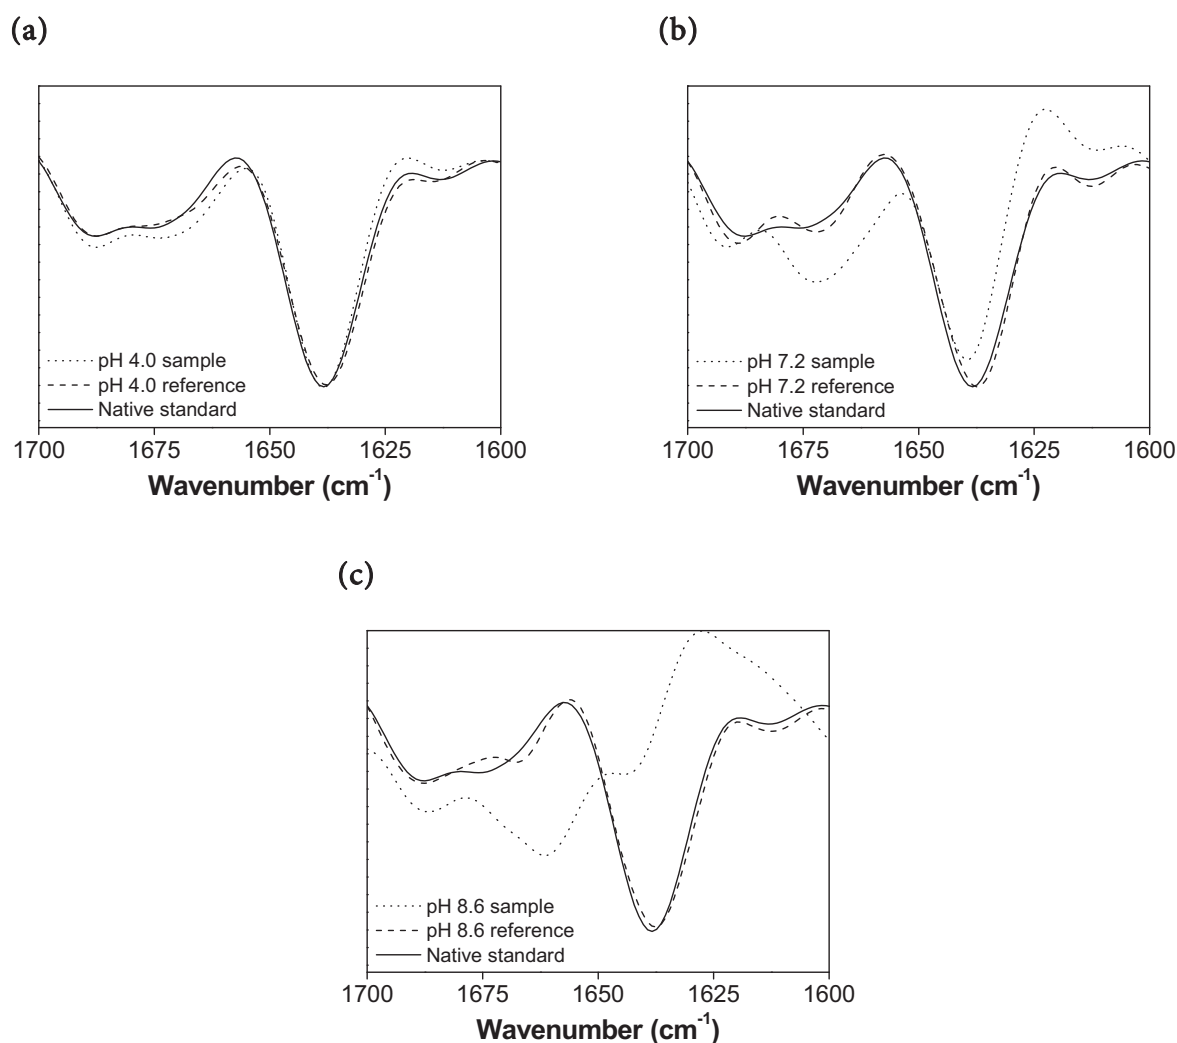 (a)
pH 4.0 sample
pH 4.0 reference
Native standard
1700 1675 1650 1625 1600
Wavenumber (cm⁻¹)
(b)
pH 7.2 sample
pH 7.2 reference
Native standard
1700 1675 1650 1625 1600
Wavenumber (cm⁻¹)
(c)
pH 8.6 sample
pH 8.6 reference
Native standard
1700 1675 1650 1625 1600
Wavenumber (cm⁻¹)